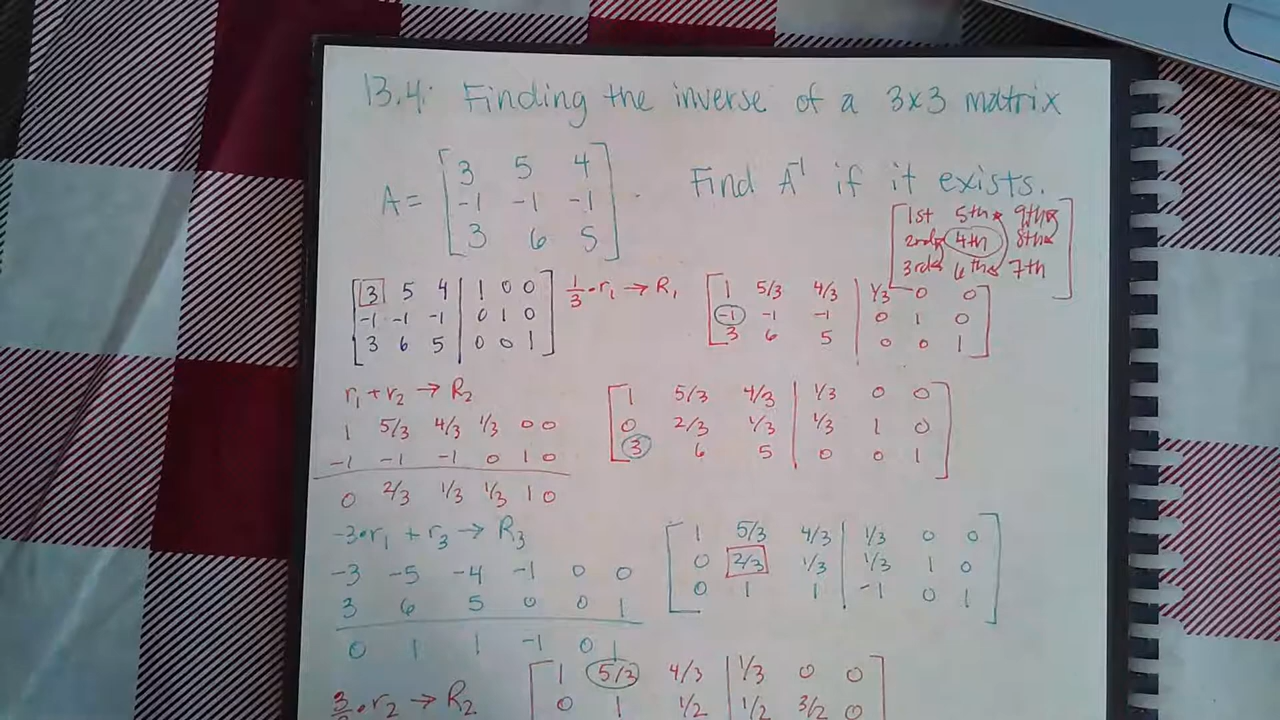 13.4: Finding the inverse of a 3x3 matrix
A = [3 5 4
-1 -1 -1
3 6 5].
Find A⁻¹ if it exists.
[1st 5th 9th
2nd 4th 8th
3rd 6th 7th]
[3 5 4 | 1 0 0
-1 -1 -1 | 0 1 0
3 6 5 | 0 0 1]
1/3 • r₁ → R₁
[1 5/3 4/3 | 1/3 0 0
-1 -1 -1 | 0 1 0
3 6 5 | 0 0 1]
r₁ + r₂ → R₂
1 5/3 4/3 1/3 0 0
-1 -1 -1 0 1 0
0 2/3 1/3 1/3 1 0
[1 5/3 4/3 | 1/3 0 0
0 2/3 1/3 | 1/3 1 0
3 6 5 | 0 0 1]
-3•r₁ + r₃ → R₃
-3 -5 -4 -1 0 0
3 6 5 0 0 1
0 1 1 -1 0 1
[1 5/3 4/3 | 1/3 0 0
0 2/3 1/3 | 1/3 1 0
0 1 1 | -1 0 1]
• r₂ → R₂
[1 5/3 4/3 | 1/3 0 0
0 1 1/2 | 1/2 3/2 0